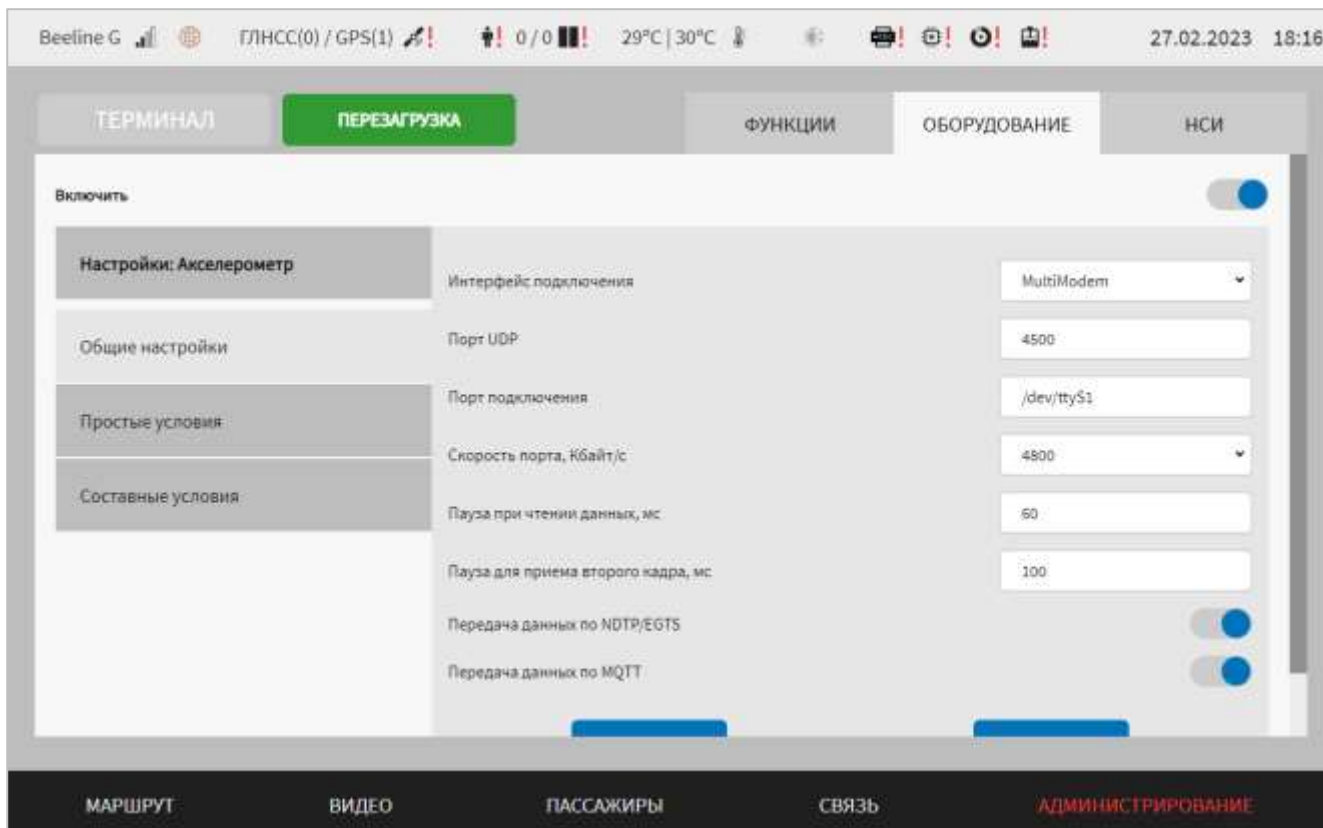 Beeline G ГЛНСС(0) / GPS(1) ! ! 0/0 ! 29°C | 30°C ! ! ! ! 27.02.2023 18:16
ТЕРМИНАЛ ПЕРЕЗАГРУЗКА ФУНКЦИИ ОБОРУДОВАНИЕ НСИ
Включить
Настройки: Акселерометр
Интерфейс подключения MultiModem
Общие настройки
Порт UDP 4500
Порт подключения /dev/ttyS1
Простые условия
Скорость порта, Кбайт/с 4800
Составные условия
Пауза при чтении данных, мс 60
Пауза для приема второго кадра, мс 100
Передача данных по NDTP/EGTS
Передача данных по MQTT
МАРШРУТ ВИДЕО ПАССАЖИРЫ СВЯЗЬ АДМИНИСТРИРОВАНИЕ